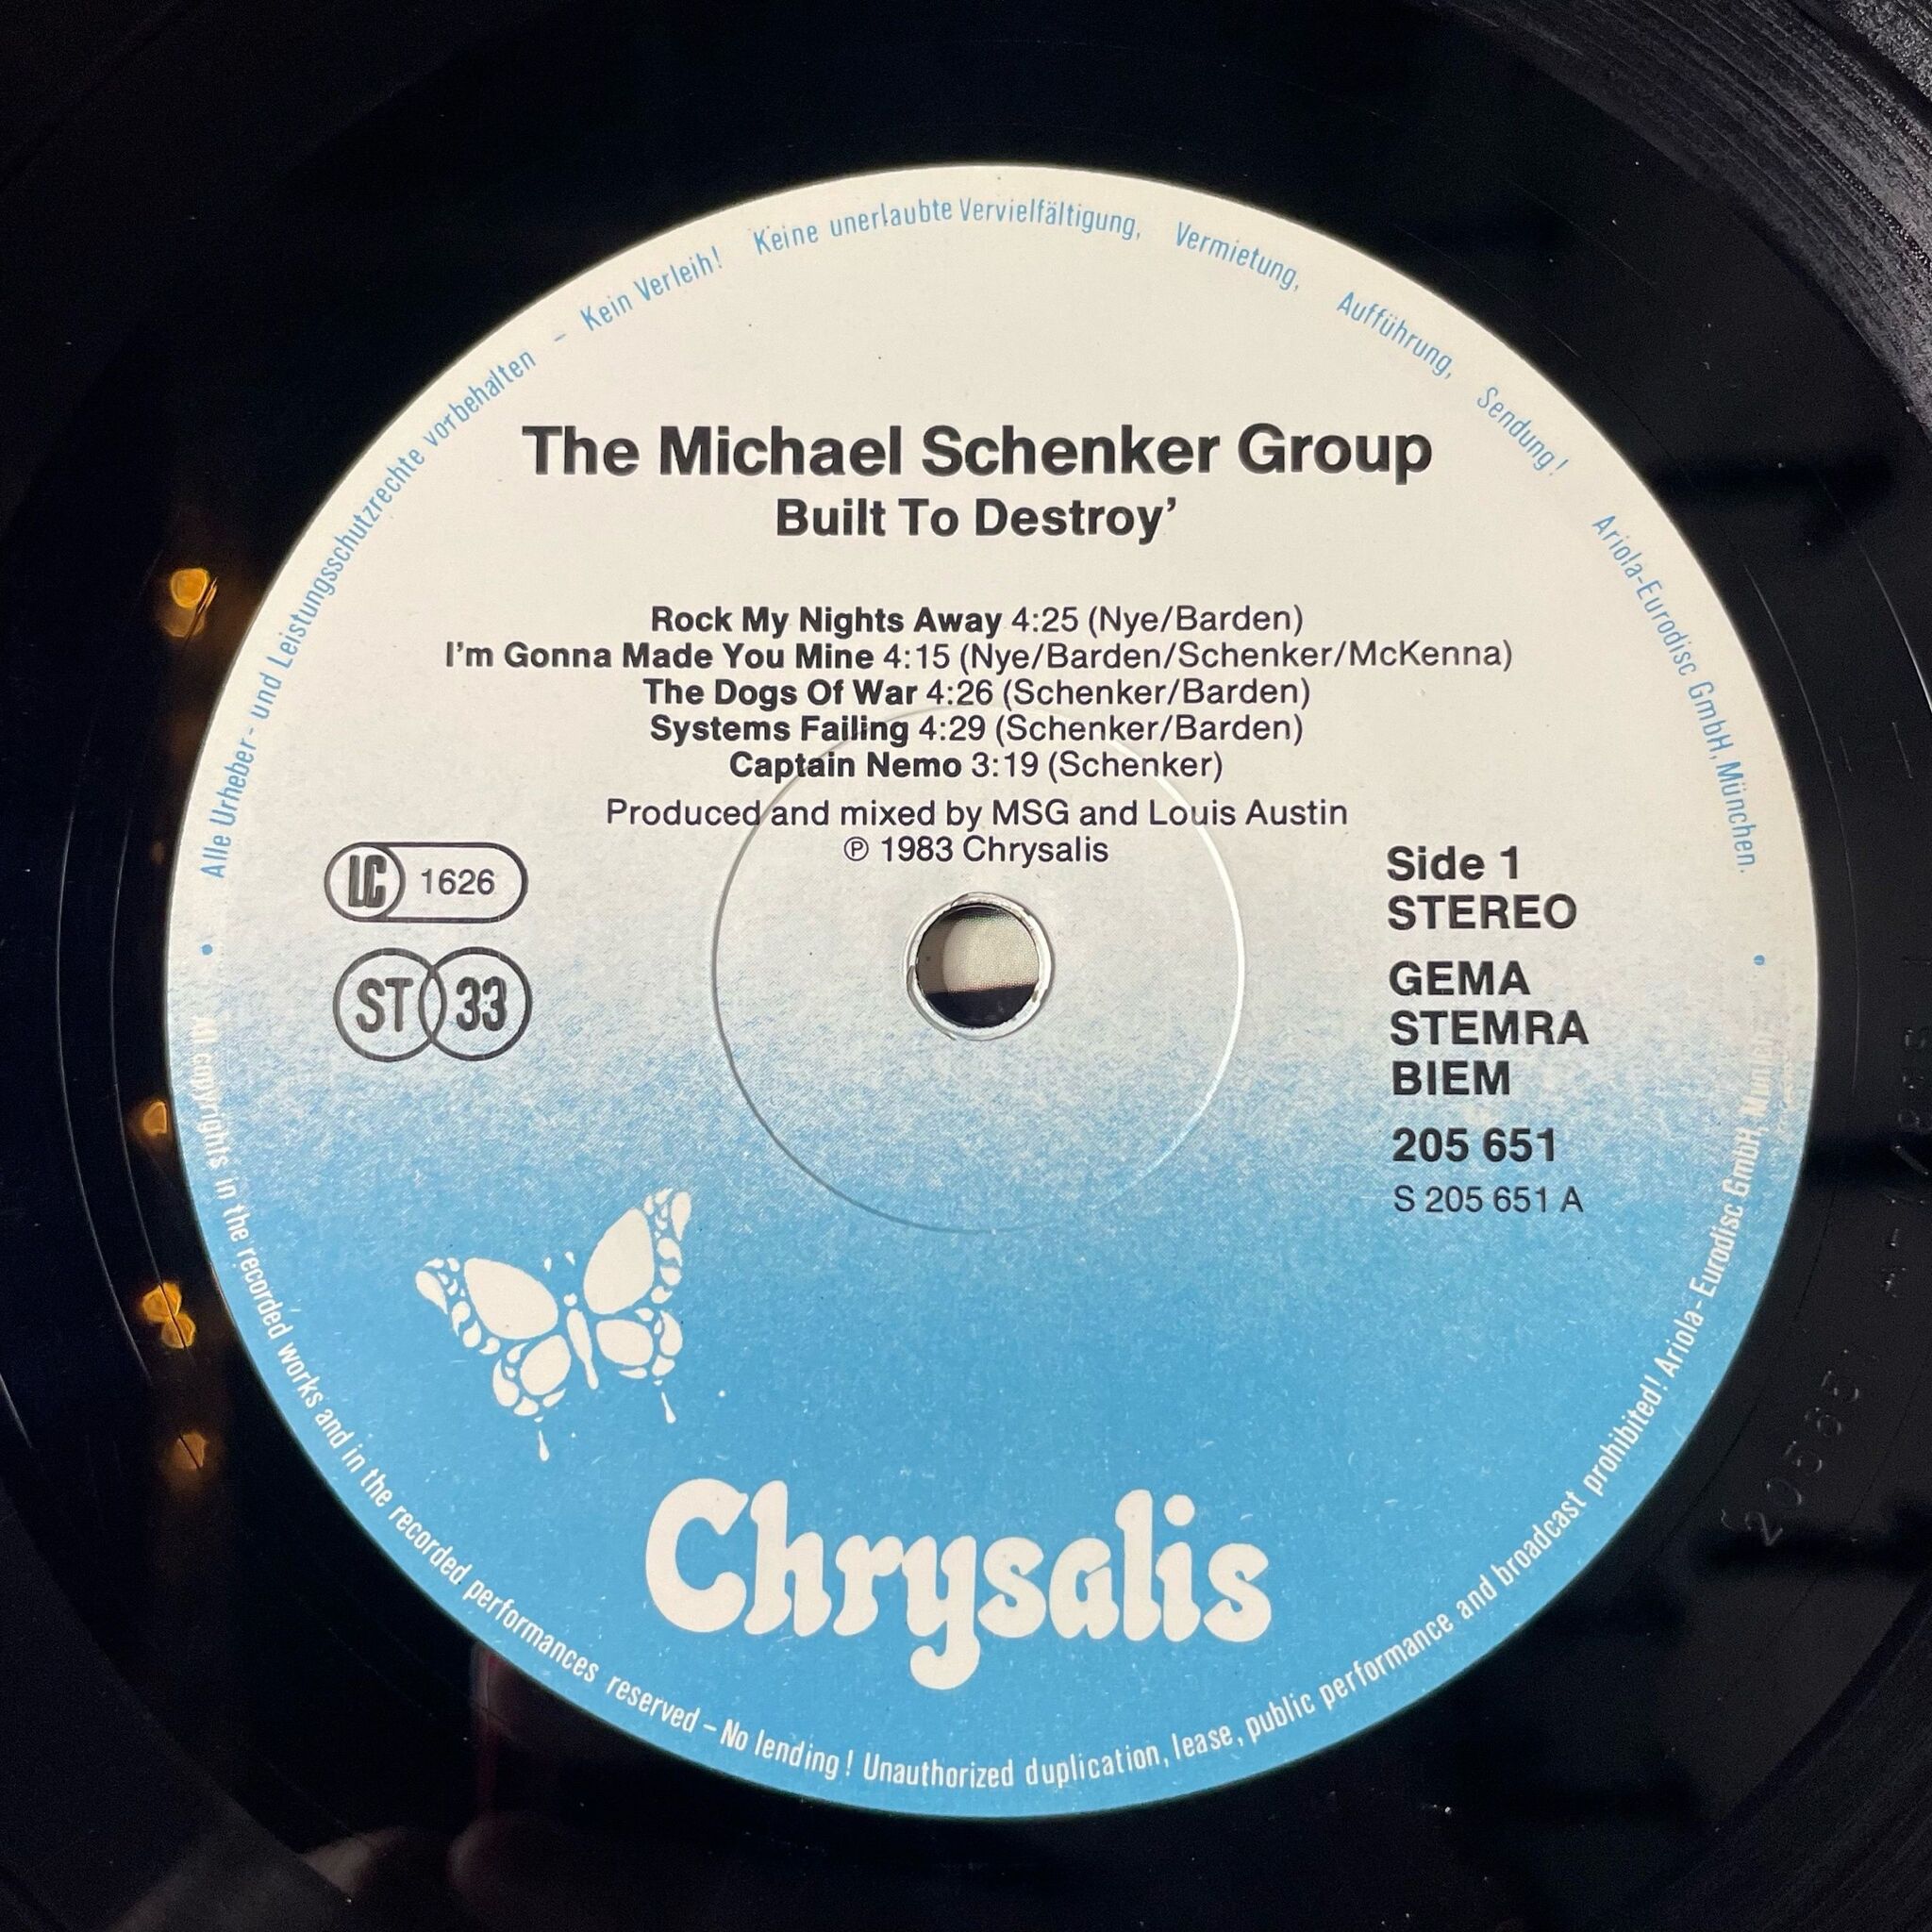 Alle Urheber- und Leistungsschutzrechte vorbehalten – Kein Verleih! Keine unerlaubte Vervielfältigung, Vermietung, Aufführung, Sendung! Ariola-Eurodisc GmbH, München.
The Michael Schenker Group
Built To Destroy’
Rock My Nights Away 4:25 (Nye/Barden)
I’m Gonna Made You Mine 4:15 (Nye/Barden/Schenker/McKenna)
The Dogs Of War 4:26 (Schenker/Barden)
Systems Failing 4:29 (Schenker/Barden)
Captain Nemo 3:19 (Schenker)
Produced and mixed by MSG and Louis Austin
℗ 1983 Chrysalis
LC 1626
ST 33
Side 1
STEREO
GEMA
STEMRA
BIEM
205 651
S 205 651 A
Chrysalis
All copyrights in the recorded works and in the recorded performances reserved – No lending! Unauthorized duplication, lease, public performance and broadcast prohibited! Ariola-Eurodisc GmbH,